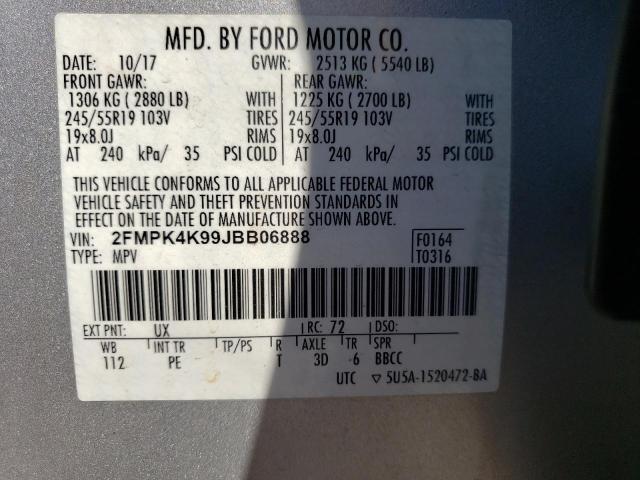 MFD. BY FORD MOTOR CO.
DATE: 10/17 GVWR: 2513 KG ( 5540 LB)
FRONT GAWR: REAR GAWR:
1306 KG ( 2880 LB) WITH 1225 KG ( 2700 LB) WITH
245/55R19 103V TIRES 245/55R19 103V TIRES
19x8.0J RIMS 19x8.0J RIMS
AT 240 kPa/ 35 PSI COLD AT 240 kPa/ 35 PSI COLD
THIS VEHICLE CONFORMS TO ALL APPLICABLE FEDERAL MOTOR
VEHICLE SAFETY AND THEFT PREVENTION STANDARDS IN
EFFECT ON THE DATE OF MANUFACTURE SHOWN ABOVE.
VIN: 2FMPK4K99JBB06888 F0164
TYPE: MPV T0316
EXT PNT: UX RC: 72 DSO:
WB INT TR TP/PS R AXLE TR SPR
112 PE T 3D 6 BBCC
UTC ▽ 5U5A-1520472-BA